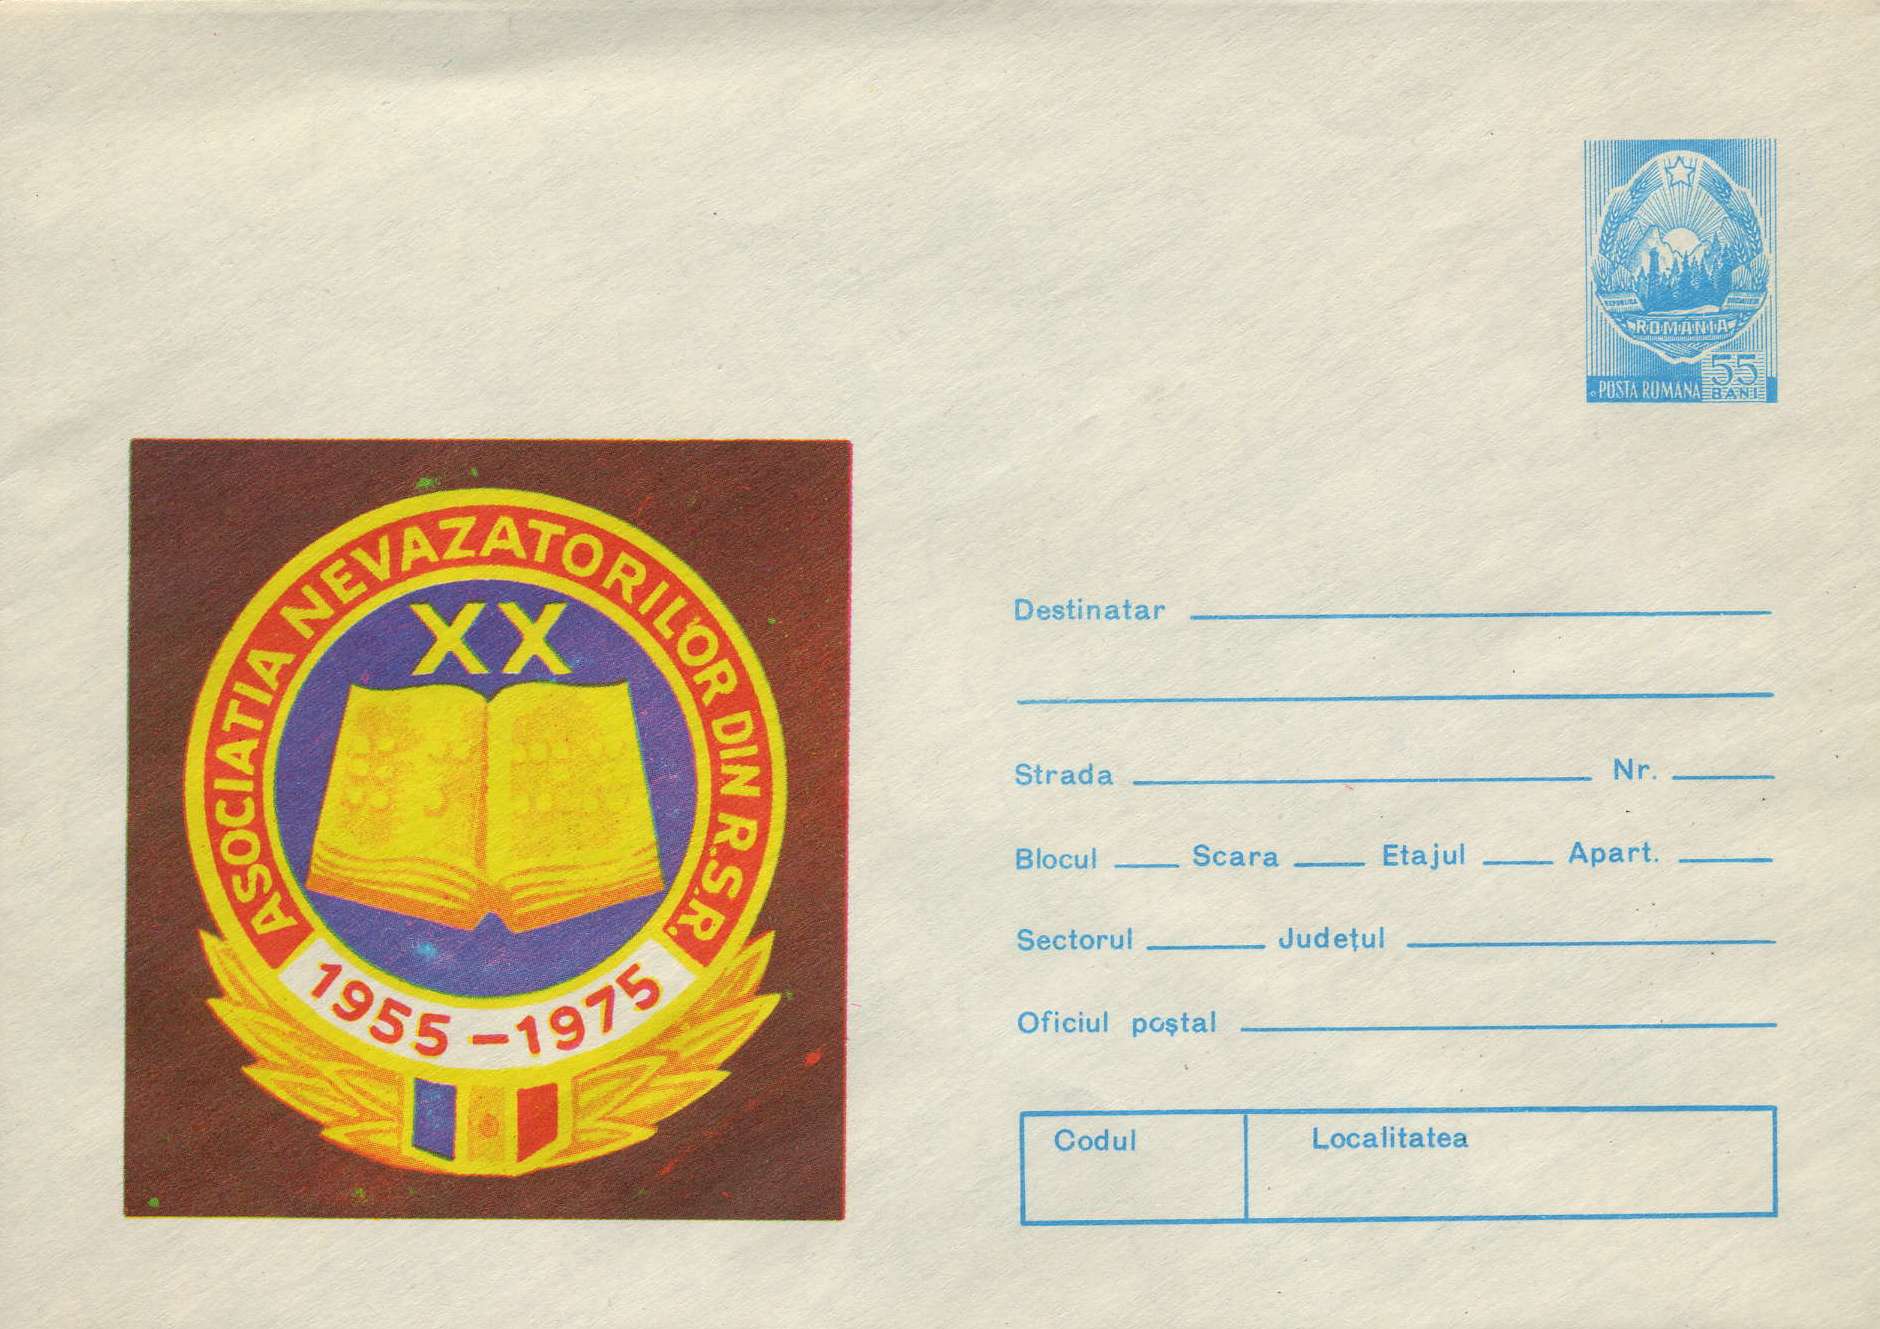 REPUBLICA
ROMANIA
55
BANI
POSTA ROMANA
ASOCIATIA NEVAZATORILOR DIN R.S.R.
XX
1955-1975
Destinatar
Strada Nr.
Blocul Scara Etajul Apart.
Sectorul Județul
Oficiul poștal
Codul Localitatea